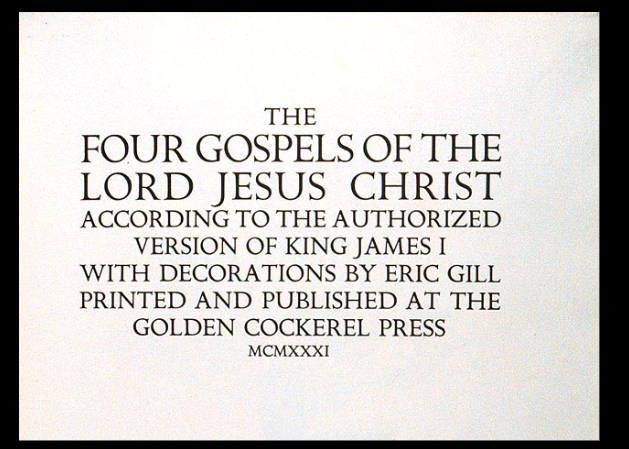 THE
FOUR GOSPELS OF THE
LORD JESUS CHRIST
ACCORDING TO THE AUTHORIZED
VERSION OF KING JAMES I
WITH DECORATIONS BY ERIC GILL
PRINTED AND PUBLISHED AT THE
GOLDEN COCKEREL PRESS
MCMXXXI